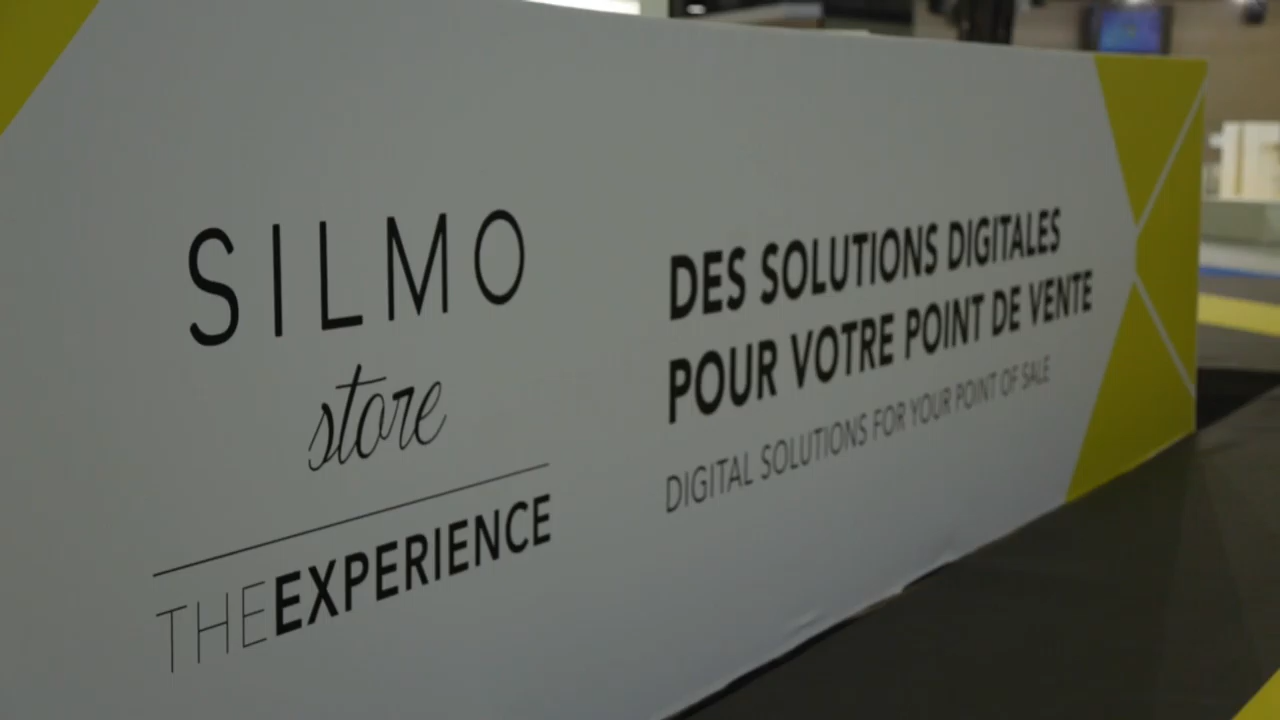 SILMO
store
THEEXPERIENCE
DES SOLUTIONS DIGITALES
POUR VOTRE POINT DE VENTE
DIGITAL SOLUTIONS FOR YOUR POINT OF SALE